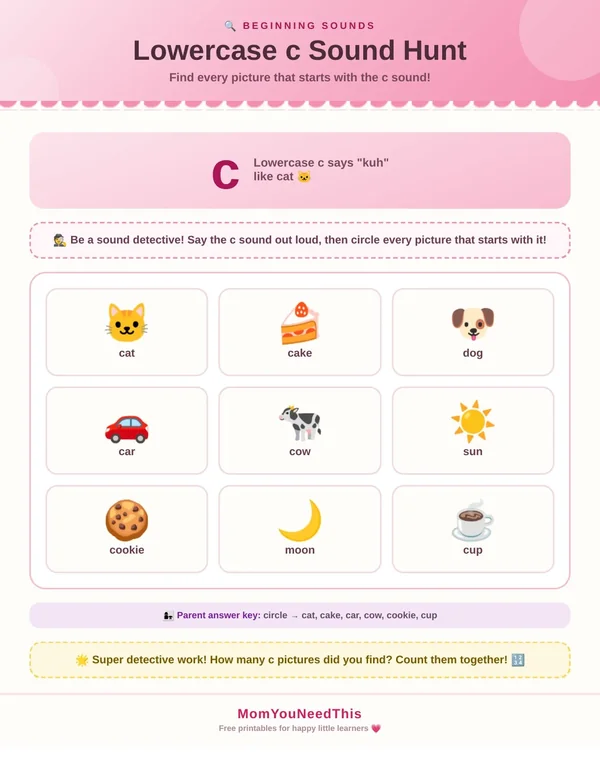 🔍 BEGINNING SOUNDS
Lowercase c Sound Hunt
Find every picture that starts with the c sound!
c
Lowercase c says "kuh"
like cat 🐱
🕵️ Be a sound detective! Say the c sound out loud, then circle every picture that starts with it!
cat
cake
dog
car
cow
sun
cookie
moon
cup
👩‍👧 Parent answer key: circle → cat, cake, car, cow, cookie, cup
🌟 Super detective work! How many c pictures did you find? Count them together! 🔢
MomYouNeedThis
Free printables for happy little learners 💗